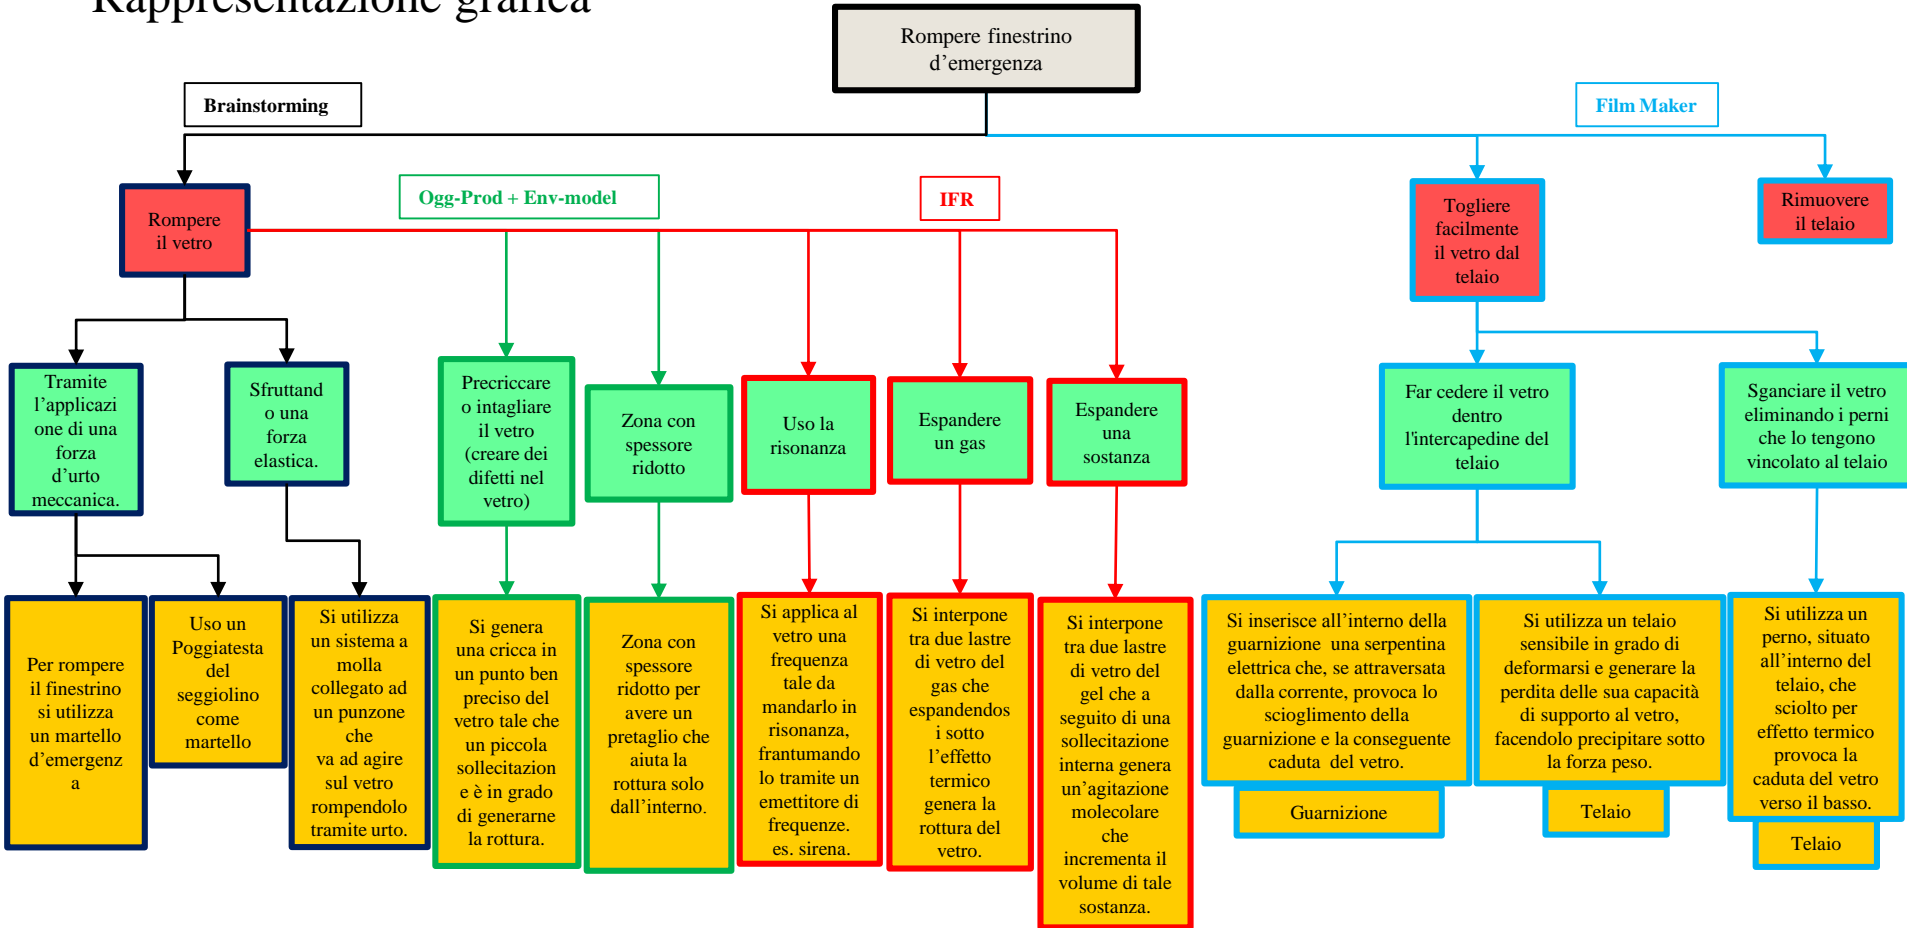 Rappresentazione grafica
Rompere finestrino
d’emergenza
Brainstorming
Film Maker
Ogg-Prod + Env-model
IFR
Rompere
il vetro
Togliere
facilmente
il vetro dal
telaio
Rimuovere
il telaio
Tramite
l’applicazi
one di una
forza
d’urto
meccanica.
Sfruttand
o una
forza
elastica.
Precriccare
o intagliare
il vetro
(creare dei
difetti nel
vetro)
Zona con
spessore
ridotto
Uso la
risonanza
Espandere
un gas
Espandere
una
sostanza
Far cedere il vetro
dentro
l'intercapedine del
telaio
Sganciare il vetro
eliminando i perni
che lo tengono
vincolato al telaio
Per rompere
il finestrino
si utilizza
un martello
d’emergenz
a
Uso un
Poggiatesta
del
seggiolino
come
martello
Si utilizza
un sistema a
molla
collegato ad
un punzone
che
va ad agire
sul vetro
rompendolo
tramite urto.
Si genera
una cricca in
un punto ben
preciso del
vetro tale che
un piccola
sollecitazion
e è in grado
di generarne
la rottura.
Zona con
spessore
ridotto per
avere un
pretaglio che
aiuta la
rottura solo
dall’interno.
Si applica al
vetro una
frequenza
tale da
mandarlo in
risonanza,
frantumando
lo tramite un
emettitore di
frequenze.
es. sirena.
Si interpone
tra due lastre
di vetro del
gas che
espandendos
i sotto
l’effetto
termico
genera la
rottura del
vetro.
Si interpone
tra due lastre
di vetro del
gel che a
seguito di una
sollecitazione
interna genera
un’agitazione
molecolare
che
incrementa il
volume di tale
sostanza.
Si inserisce all’interno della
guarnizione una serpentina
elettrica che, se attraversata
dalla corrente, provoca lo
scioglimento della
guarnizione e la conseguente
caduta del vetro.
Guarnizione
Si utilizza un telaio
sensibile in grado di
deformarsi e generare la
perdita delle sua capacità
di supporto al vetro,
facendolo precipitare sotto
la forza peso.
Telaio
Si utilizza un
perno, situato
all’interno del
telaio, che
sciolto per
effetto termico
provoca la
caduta del vetro
verso il basso.
Telaio